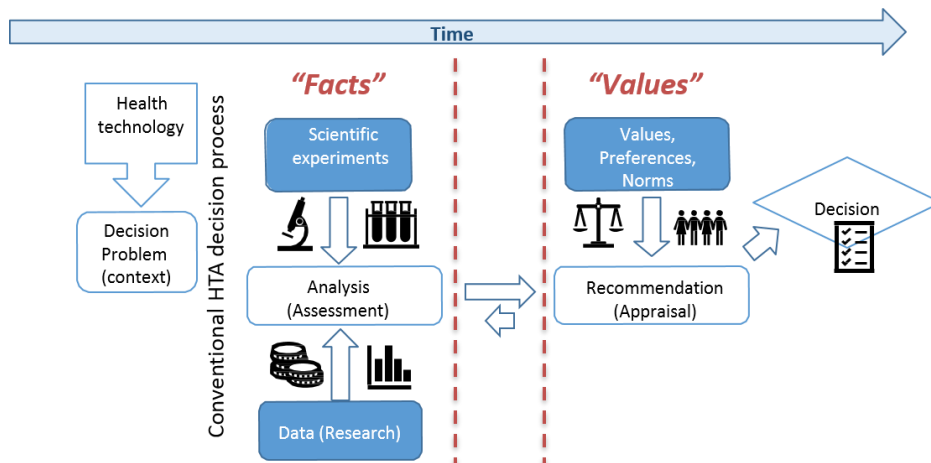 Time
“Facts”
“Values”
Health
technology
Decision
Problem
(context)
Conventional HTA decision process
Scientific
experiments
Analysis
(Assessment)
Data (Research)
Values,
Preferences,
Norms
Recommendation
(Appraisal)
Decision